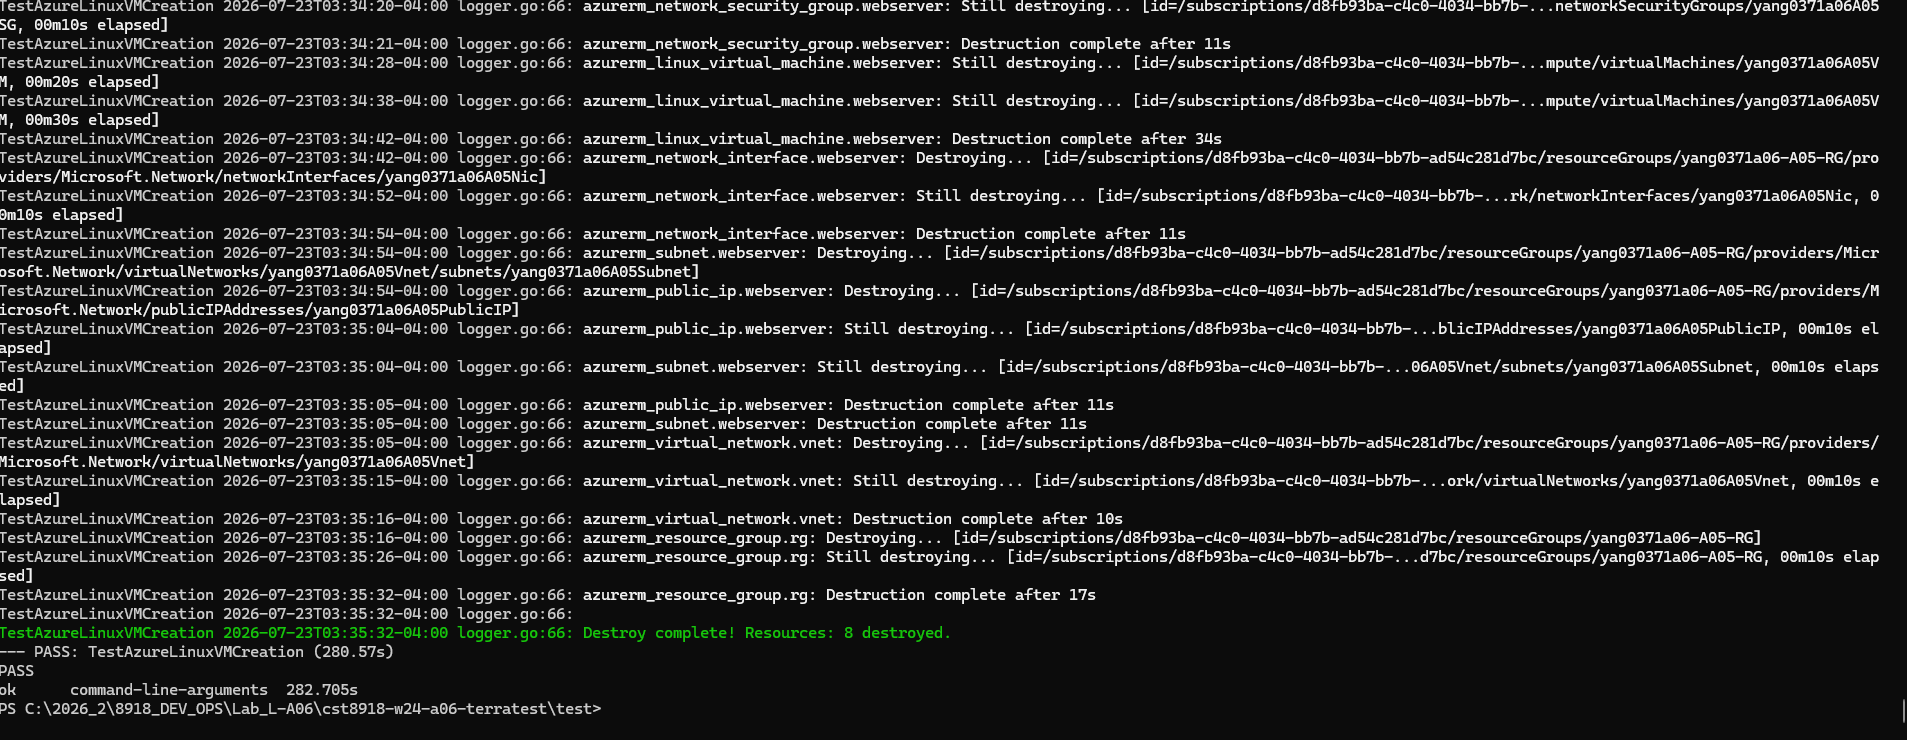 TestAzureLinuxVMCreation 2026-07-23T03:34:20-04:00 logger.go:66: azurerm_network_security_group.webserver: Still destroying... [id=/subscriptions/d8fb93ba-c4c0-4034-bb7b-...networkSecurityGroups/yang0371a06A05
SG, 00m10s elapsed]
TestAzureLinuxVMCreation 2026-07-23T03:34:21-04:00 logger.go:66: azurerm_network_security_group.webserver: Destruction complete after 11s
TestAzureLinuxVMCreation 2026-07-23T03:34:28-04:00 logger.go:66: azurerm_linux_virtual_machine.webserver: Still destroying... [id=/subscriptions/d8fb93ba-c4c0-4034-bb7b-...mpute/virtualMachines/yang0371a06A05V
M, 00m20s elapsed]
TestAzureLinuxVMCreation 2026-07-23T03:34:38-04:00 logger.go:66: azurerm_linux_virtual_machine.webserver: Still destroying... [id=/subscriptions/d8fb93ba-c4c0-4034-bb7b-...mpute/virtualMachines/yang0371a06A05V
M, 00m30s elapsed]
TestAzureLinuxVMCreation 2026-07-23T03:34:42-04:00 logger.go:66: azurerm_linux_virtual_machine.webserver: Destruction complete after 34s
TestAzureLinuxVMCreation 2026-07-23T03:34:42-04:00 logger.go:66: azurerm_network_interface.webserver: Destroying... [id=/subscriptions/d8fb93ba-c4c0-4034-bb7b-ad54c281d7bc/resourceGroups/yang0371a06-A05-RG/pro
viders/Microsoft.Network/networkInterfaces/yang0371a06A05Nic]
TestAzureLinuxVMCreation 2026-07-23T03:34:52-04:00 logger.go:66: azurerm_network_interface.webserver: Still destroying... [id=/subscriptions/d8fb93ba-c4c0-4034-bb7b-...rk/networkInterfaces/yang0371a06A05Nic, 0
0m10s elapsed]
TestAzureLinuxVMCreation 2026-07-23T03:34:54-04:00 logger.go:66: azurerm_network_interface.webserver: Destruction complete after 11s
TestAzureLinuxVMCreation 2026-07-23T03:34:54-04:00 logger.go:66: azurerm_subnet.webserver: Destroying... [id=/subscriptions/d8fb93ba-c4c0-4034-bb7b-ad54c281d7bc/resourceGroups/yang0371a06-A05-RG/providers/Micr
osoft.Network/virtualNetworks/yang0371a06A05Vnet/subnets/yang0371a06A05Subnet]
TestAzureLinuxVMCreation 2026-07-23T03:34:54-04:00 logger.go:66: azurerm_public_ip.webserver: Destroying... [id=/subscriptions/d8fb93ba-c4c0-4034-bb7b-ad54c281d7bc/resourceGroups/yang0371a06-A05-RG/providers/M
icrosoft.Network/publicIPAddresses/yang0371a06A05PublicIP]
TestAzureLinuxVMCreation 2026-07-23T03:35:04-04:00 logger.go:66: azurerm_public_ip.webserver: Still destroying... [id=/subscriptions/d8fb93ba-c4c0-4034-bb7b-...blicIPAddresses/yang0371a06A05PublicIP, 00m10s el
apsed]
TestAzureLinuxVMCreation 2026-07-23T03:35:04-04:00 logger.go:66: azurerm_subnet.webserver: Still destroying... [id=/subscriptions/d8fb93ba-c4c0-4034-bb7b-...06A05Vnet/subnets/yang0371a06A05Subnet, 00m10s elaps
ed]
TestAzureLinuxVMCreation 2026-07-23T03:35:05-04:00 logger.go:66: azurerm_public_ip.webserver: Destruction complete after 11s
TestAzureLinuxVMCreation 2026-07-23T03:35:05-04:00 logger.go:66: azurerm_subnet.webserver: Destruction complete after 11s
TestAzureLinuxVMCreation 2026-07-23T03:35:05-04:00 logger.go:66: azurerm_virtual_network.vnet: Destroying... [id=/subscriptions/d8fb93ba-c4c0-4034-bb7b-ad54c281d7bc/resourceGroups/yang0371a06-A05-RG/providers/
Microsoft.Network/virtualNetworks/yang0371a06A05Vnet]
TestAzureLinuxVMCreation 2026-07-23T03:35:15-04:00 logger.go:66: azurerm_virtual_network.vnet: Still destroying... [id=/subscriptions/d8fb93ba-c4c0-4034-bb7b-...ork/virtualNetworks/yang0371a06A05Vnet, 00m10s e
lapsed]
TestAzureLinuxVMCreation 2026-07-23T03:35:16-04:00 logger.go:66: azurerm_virtual_network.vnet: Destruction complete after 10s
TestAzureLinuxVMCreation 2026-07-23T03:35:16-04:00 logger.go:66: azurerm_resource_group.rg: Destroying... [id=/subscriptions/d8fb93ba-c4c0-4034-bb7b-ad54c281d7bc/resourceGroups/yang0371a06-A05-RG]
TestAzureLinuxVMCreation 2026-07-23T03:35:26-04:00 logger.go:66: azurerm_resource_group.rg: Still destroying... [id=/subscriptions/d8fb93ba-c4c0-4034-bb7b-...d7bc/resourceGroups/yang0371a06-A05-RG, 00m10s elap
sed]
TestAzureLinuxVMCreation 2026-07-23T03:35:32-04:00 logger.go:66: azurerm_resource_group.rg: Destruction complete after 17s
TestAzureLinuxVMCreation 2026-07-23T03:35:32-04:00 logger.go:66:
TestAzureLinuxVMCreation 2026-07-23T03:35:32-04:00 logger.go:66: Destroy complete! Resources: 8 destroyed.
--- PASS: TestAzureLinuxVMCreation (280.57s)
PASS
ok      command-line-arguments  282.705s
PS C:\2026_2\8918_DEV_OPS\Lab_L-A06\cst8918-w24-a06-terratest\test>